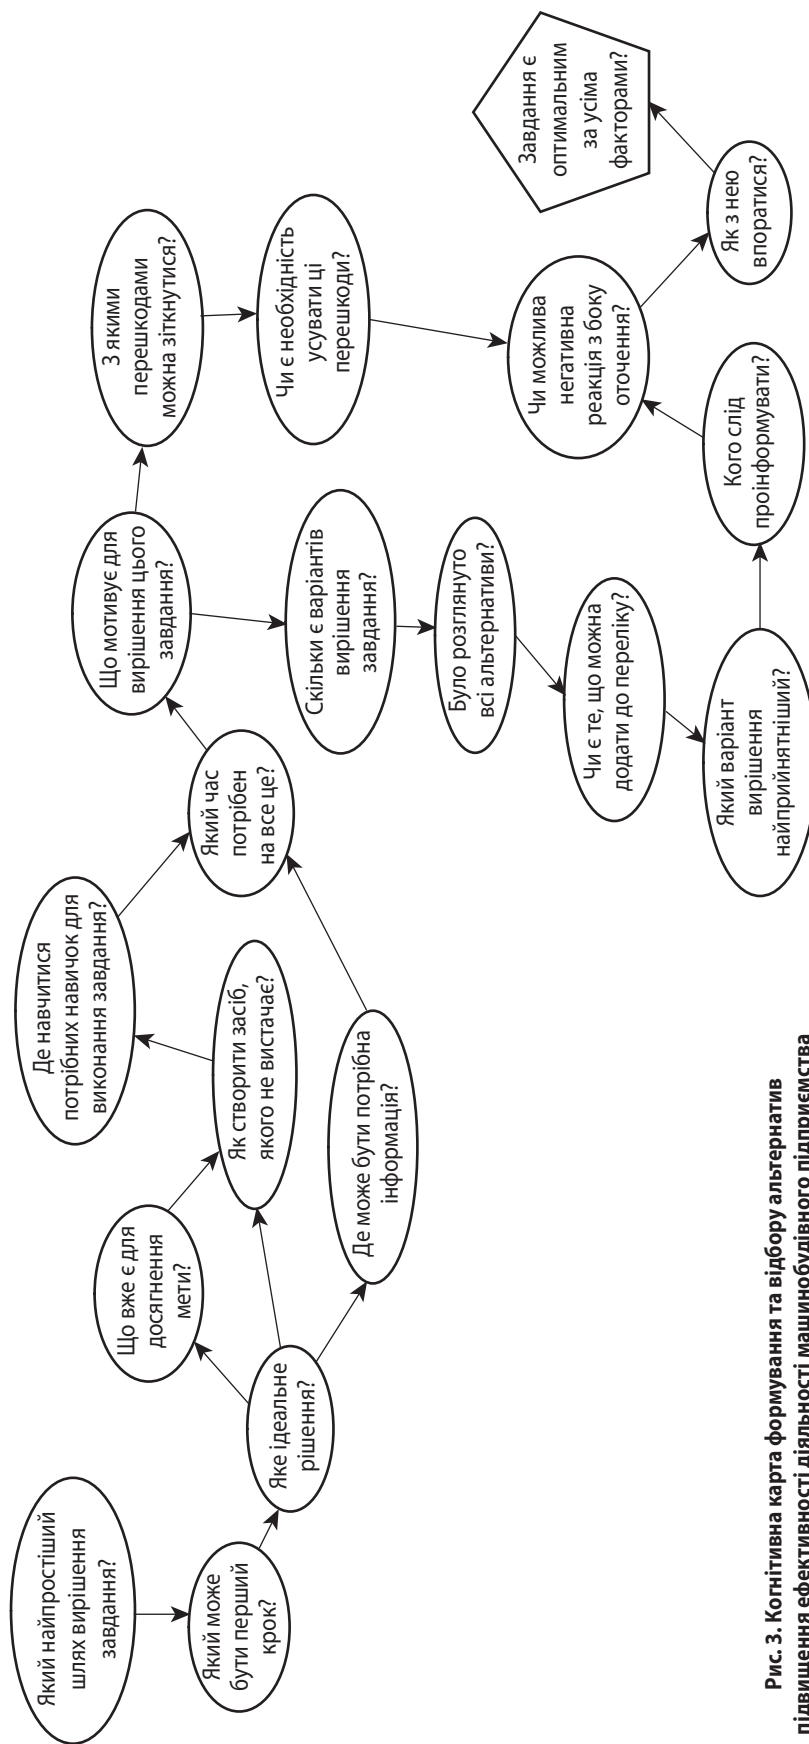 Який найпростіший
шлях вирішення
завдання?
Який може
бути перший
крок?
Яке ідеальне
рішення?
Що вже є для
досягнення
мети?
Як створити засіб,
якого не вистачає?
Де може бути потрібна
інформація?
Де навчитися
потрібних навичок для
виконання завдання?
Який час
потрібен
на все це?
Що мотивує для
вирішення цього
завдання?
Скільки є варіантів
вирішення
завдання?
Було розглянуто
всі альтернативи?
Чи є те, що можна
додати до переліку?
Який варіант
вирішення
найприйнятніший?
З якими
перешкодами
можна зіткнутися?
Чи є необхідність
усувати ці
перешкоди?
Чи можлива
негативна
реакція з боку
оточення?
Кого слід
проінформувати?
Як з нею
впоратися?
Завдання є
оптимальним
за усіма
факторами?
Рис. 3. Когнітивна карта формування та відбору альтернатив
підвищення ефективності діяльності машинобудівного підприємства